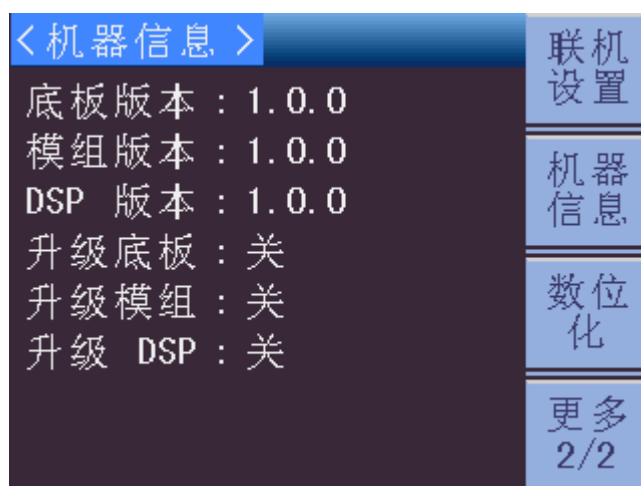 <机器信息>
底板版本：1.0.0
模组版本：1.0.0
DSP 版本：1.0.0
升级底板：关
升级模组：关
升级 DSP：关
联机
设置
机器
信息
数位
化
更多
2/2